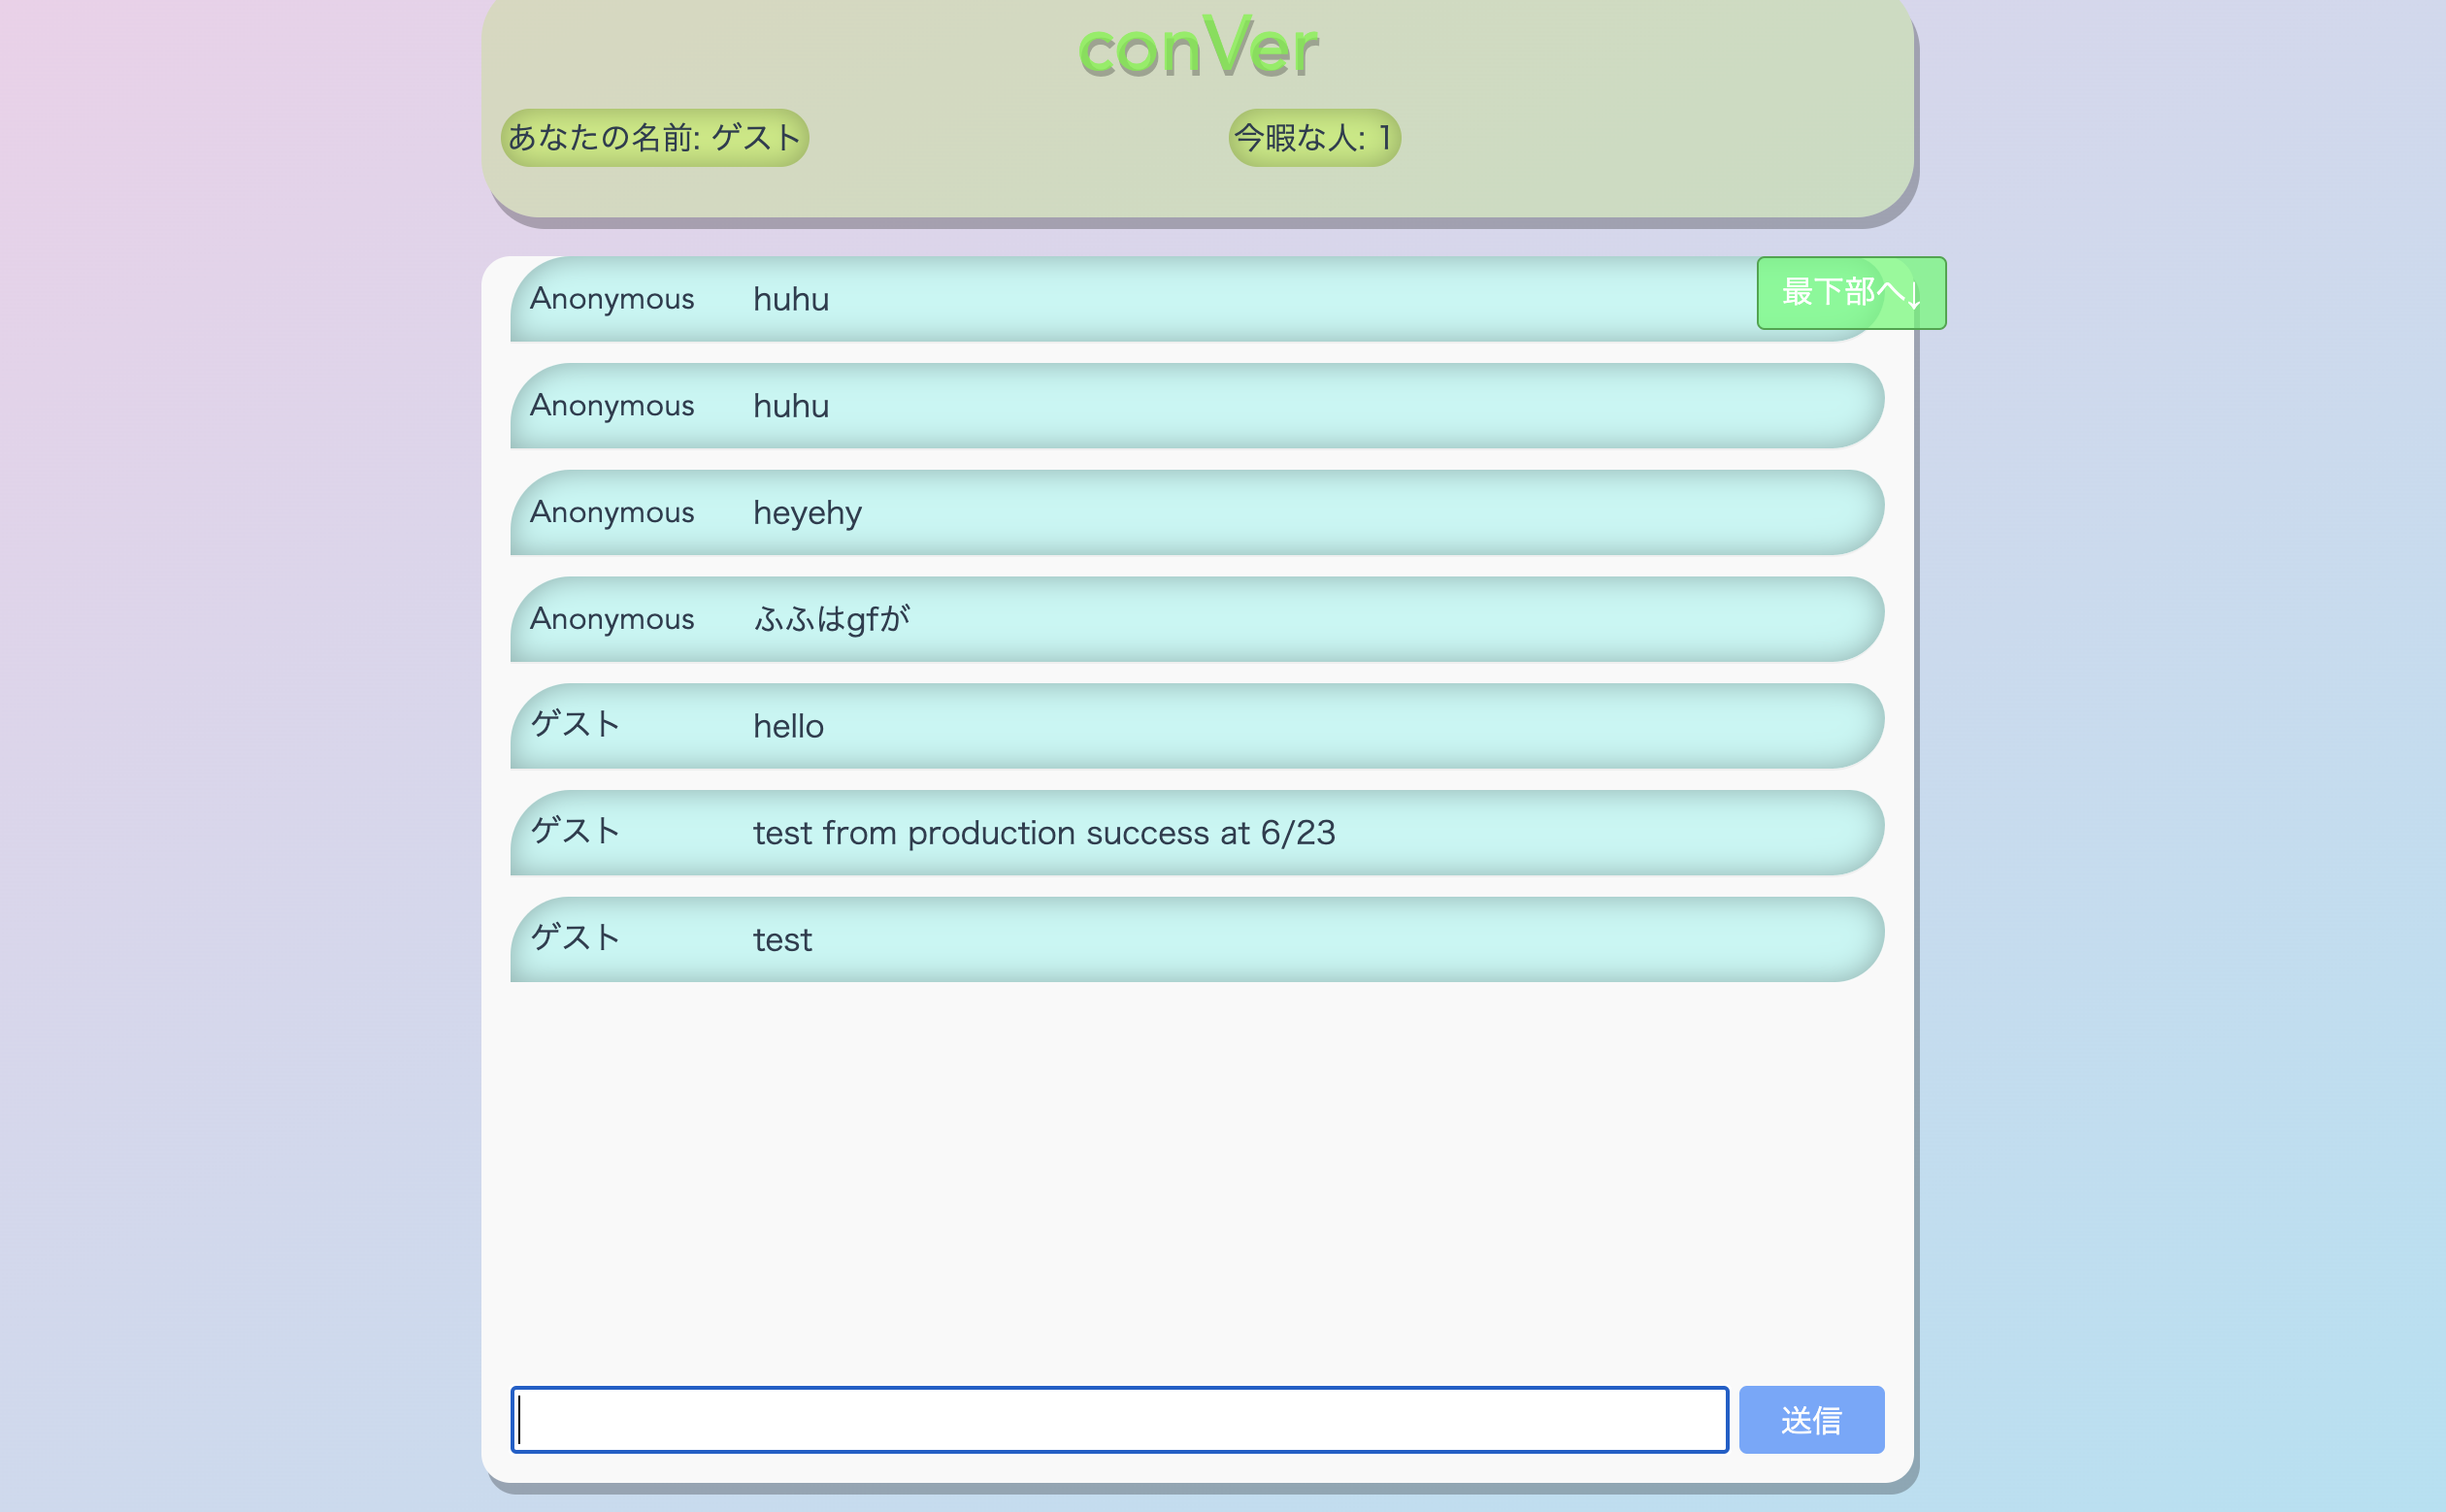 conVer
あなたの名前: ゲスト
今暇な人: 1
最下部へ↓
Anonymous huhu
Anonymous huhu
Anonymous heyehy
Anonymous ふふはgfが
ゲスト hello
ゲスト test from production success at 6/23
ゲスト test
送信